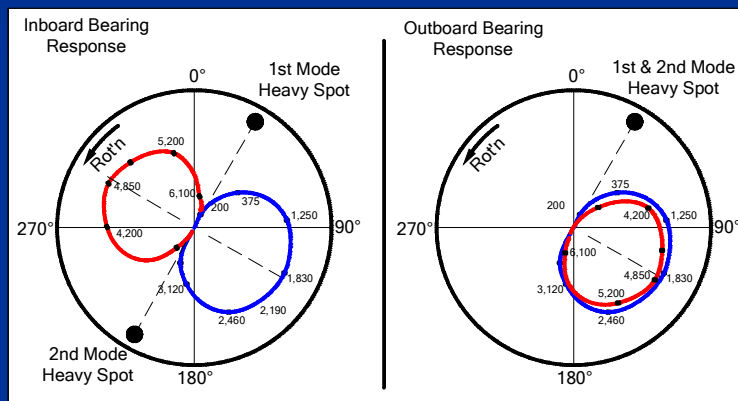 Inboard Bearing
Response
1st Mode
Heavy Spot
0°
Rot'n
5,200
4,850
6,100
200
375
1,250
270°
90°
4,200
1,830
3,120
2,190
2,460
2nd Mode
Heavy Spot
180°
Outboard Bearing
Response
1st & 2nd Mode
Heavy Spot
0°
Rot'n
375
200
4,200
1,250
270°
90°
6,100
4,850
1,830
3,120
5,200
2,460
180°